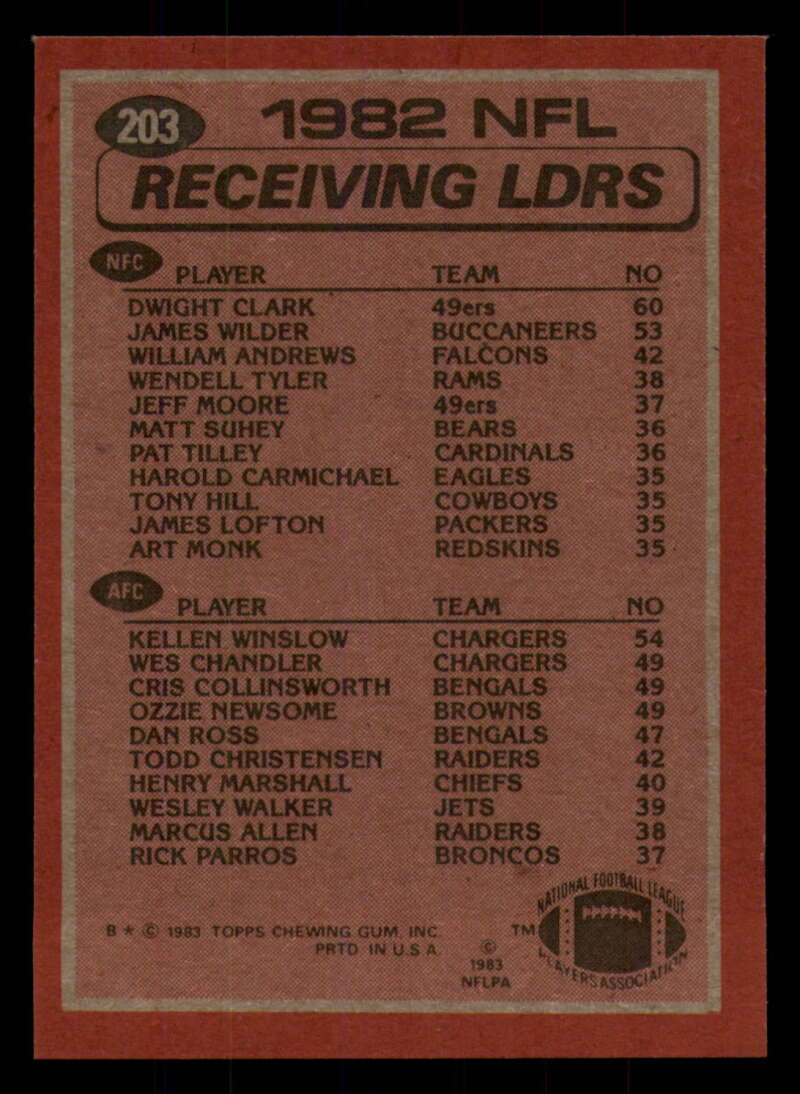 203 1982 NFL
RECEIVING LDRS
NFC PLAYER TEAM NO
DWIGHT CLARK 49ers 60
JAMES WILDER BUCCANEERS 53
WILLIAM ANDREWS FALCONS 42
WENDELL TYLER RAMS 38
JEFF MOORE 49ers 37
MATT SUHEY BEARS 36
PAT TILLEY CARDINALS 36
HAROLD CARMICHAEL EAGLES 35
TONY HILL COWBOYS 35
JAMES LOFTON PACKERS 35
ART MONK REDSKINS 35
AFC PLAYER TEAM NO
KELLEN WINSLOW CHARGERS 54
WES CHANDLER CHARGERS 49
CRIS COLLINSWORTH BENGALS 49
OZZIE NEWSOME BROWNS 49
DAN ROSS BENGALS 47
TODD CHRISTENSEN RAIDERS 42
HENRY MARSHALL CHIEFS 40
WESLEY WALKER JETS 39
MARCUS ALLEN RAIDERS 38
RICK PARROS BRONCOS 37
B * © 1983 TOPPS CHEWING GUM, INC.
PRTD. IN U.S.A.
TM
©
1983
NFLPA
NATIONAL FOOTBALL LEAGUE
PLAYERS ASSOCIATION